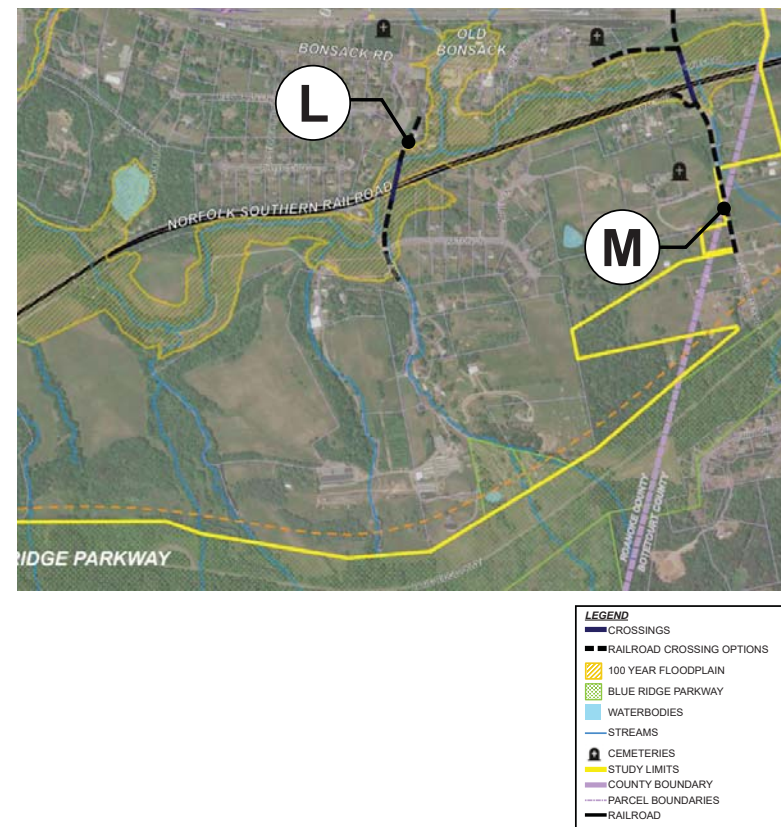 BONSACK RD
OLD
BONSACK
L
NORFOLK SOUTHERN RAILROAD
M
ROANOKE COUNTY
BOTETOURT COUNTY
RIDGE PARKWAY
LEGEND
CROSSINGS
RAILROAD CROSSING OPTIONS
100 YEAR FLOODPLAIN
BLUE RIDGE PARKWAY
WATERBODIES
STREAMS
CEMETERIES
STUDY LIMITS
COUNTY BOUNDARY
PARCEL BOUNDARIES
RAILROAD